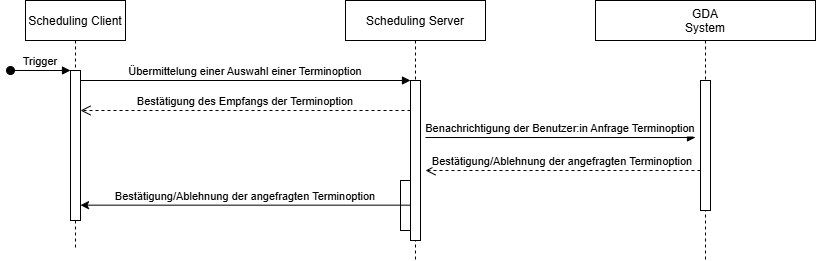 Scheduling Client
Scheduling Server
GDA
System
Trigger
Übermittelung einer Auswahl einer Terminoption
Bestätigung des Empfangs der Terminoption
Benachrichtigung der Benutzer:in Anfrage Terminoption
Bestätigung/Ablehnung der angefragten Terminoption
Bestätigung/Ablehnung der angefragten Terminoption